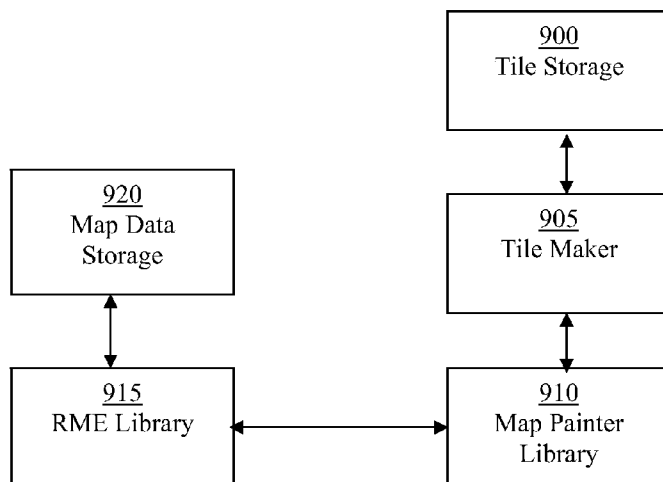 900
Tile Storage
920
Map Data
Storage
905
Tile Maker
915
RME Library
910
Map Painter
Library